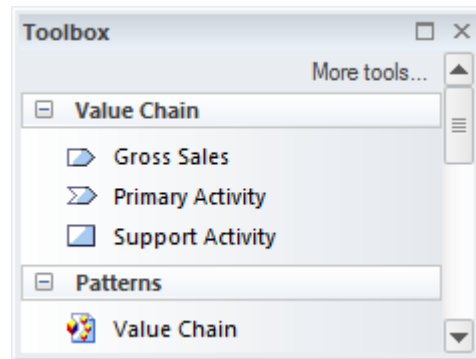 Toolbox
More tools...
Value Chain
Gross Sales
Primary Activity
Support Activity
Patterns
Value Chain